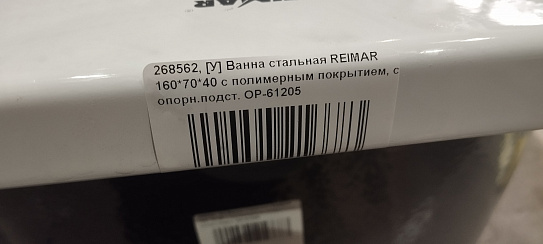 268562, [У] Ванна стальная REIMAR
160*70*40 с полимерным покрытием, с
опорн.подст. ОР-61205